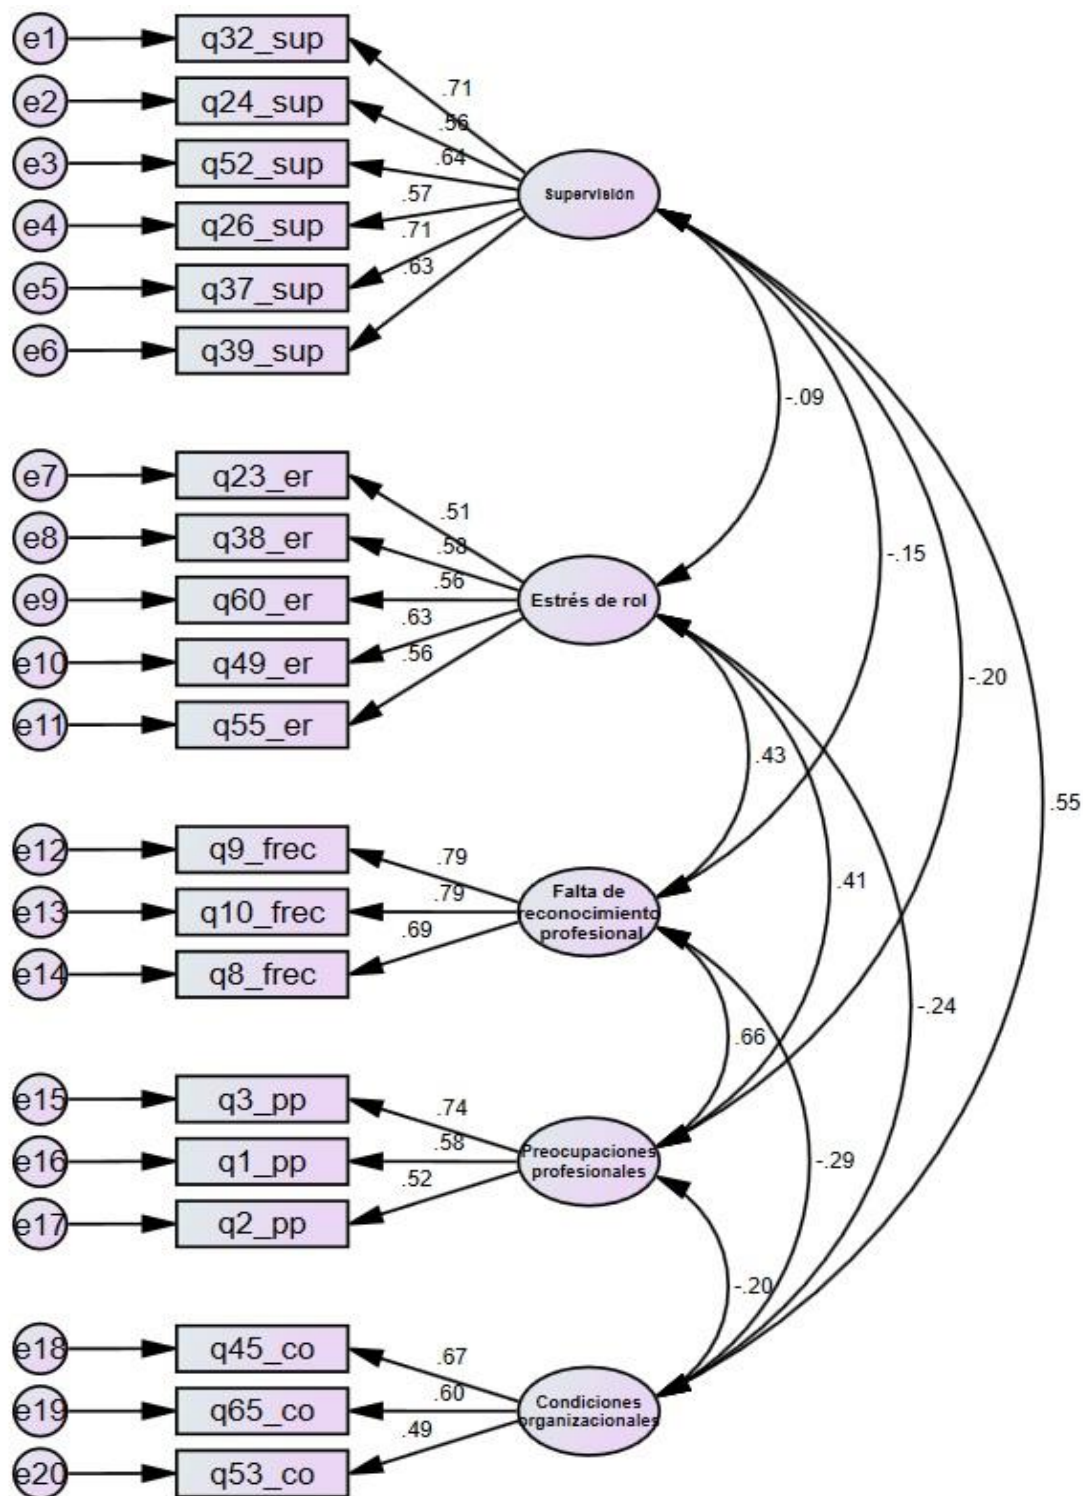 e1 q32_sup
.71
e2 q24_sup
.56
e3 q52_sup
.64
Supervisión
e4 q26_sup
.57
e5 q37_sup
.71
e6 q39_sup
.63
-.09
e7 q23_er
.51
e8 q38_er
.58
-.15
e9 q60_er
.56
Estrés de rol
e10 q49_er
.63
e11 q55_er
.56
-.20
.43
.55
e12 q9_frec
.79
.41
e13 q10_frec
.79
Falta de
reconocimiento
profesional
e14 q8_frec
.69
-.24
.66
e15 q3_pp
.74
e16 q1_pp
.58
Preocupaciones
profesionales
-.29
e17 q2_pp
.52
-.20
e18 q45_co
.67
e19 q65_co
.60
Condiciones
organizacionales
e20 q53_co
.49